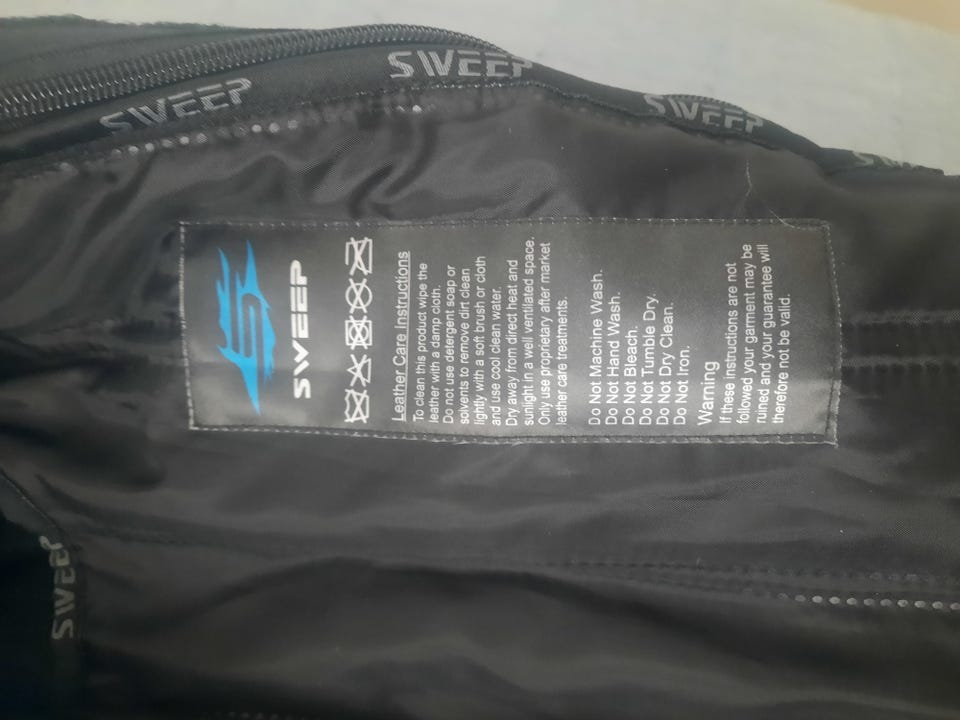 SWEEP
SWEEP
SWEEP
SWEEP
SWEEP
Leather Care Instructions
To clean this product wipe the
leather with a damp cloth.
Do not use detergent soap or
solvents to remove dirt clean
lightly with a soft brush or cloth
and use cool clean water.
Dry away from direct heat and
sunlight in a well ventilated space.
Only use proprietary after market
leather care treatments.
Do Not Machine Wash.
Do Not Hand Wash.
Do Not Bleach.
Do Not Tumble Dry.
Do Not Dry Clean.
Do Not Iron.
Warning
If these instructions are not
followed your garment may be
ruined and your guarantee will
therefore not be valid.